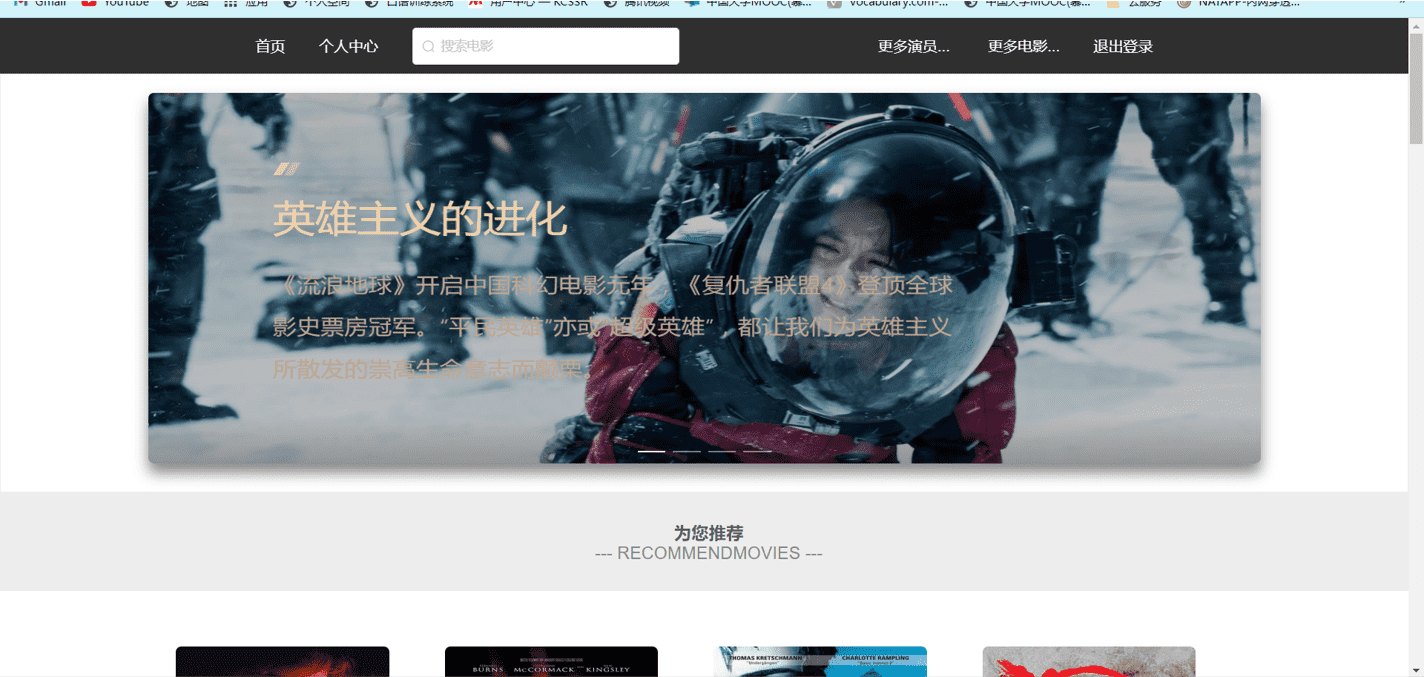 Gmail YouTube 地图 应用 个人空间 口语训练系统 用户中心 — KCSSR 腾讯视频 中国大学MOOC(慕... Vocabulary.com-... 中国大学MOOC(慕... 云服务 NATAPP-内网穿透...
首页 个人中心 搜索电影 更多演员... 更多电影... 退出登录
英雄主义的进化
《流浪地球》开启中国科幻电影元年，《复仇者联盟4》登顶全球
影史票房冠军。“平民英雄”亦或“超级英雄”，都让我们为英雄主义
所散发的崇高生命意志而颤栗。
为您推荐
--- RECOMMENDMOVIES ---
BURNS McCORMACK KINGSLEY
THOMAS KRETSCHMANN CHARLOTTE RAMPLING